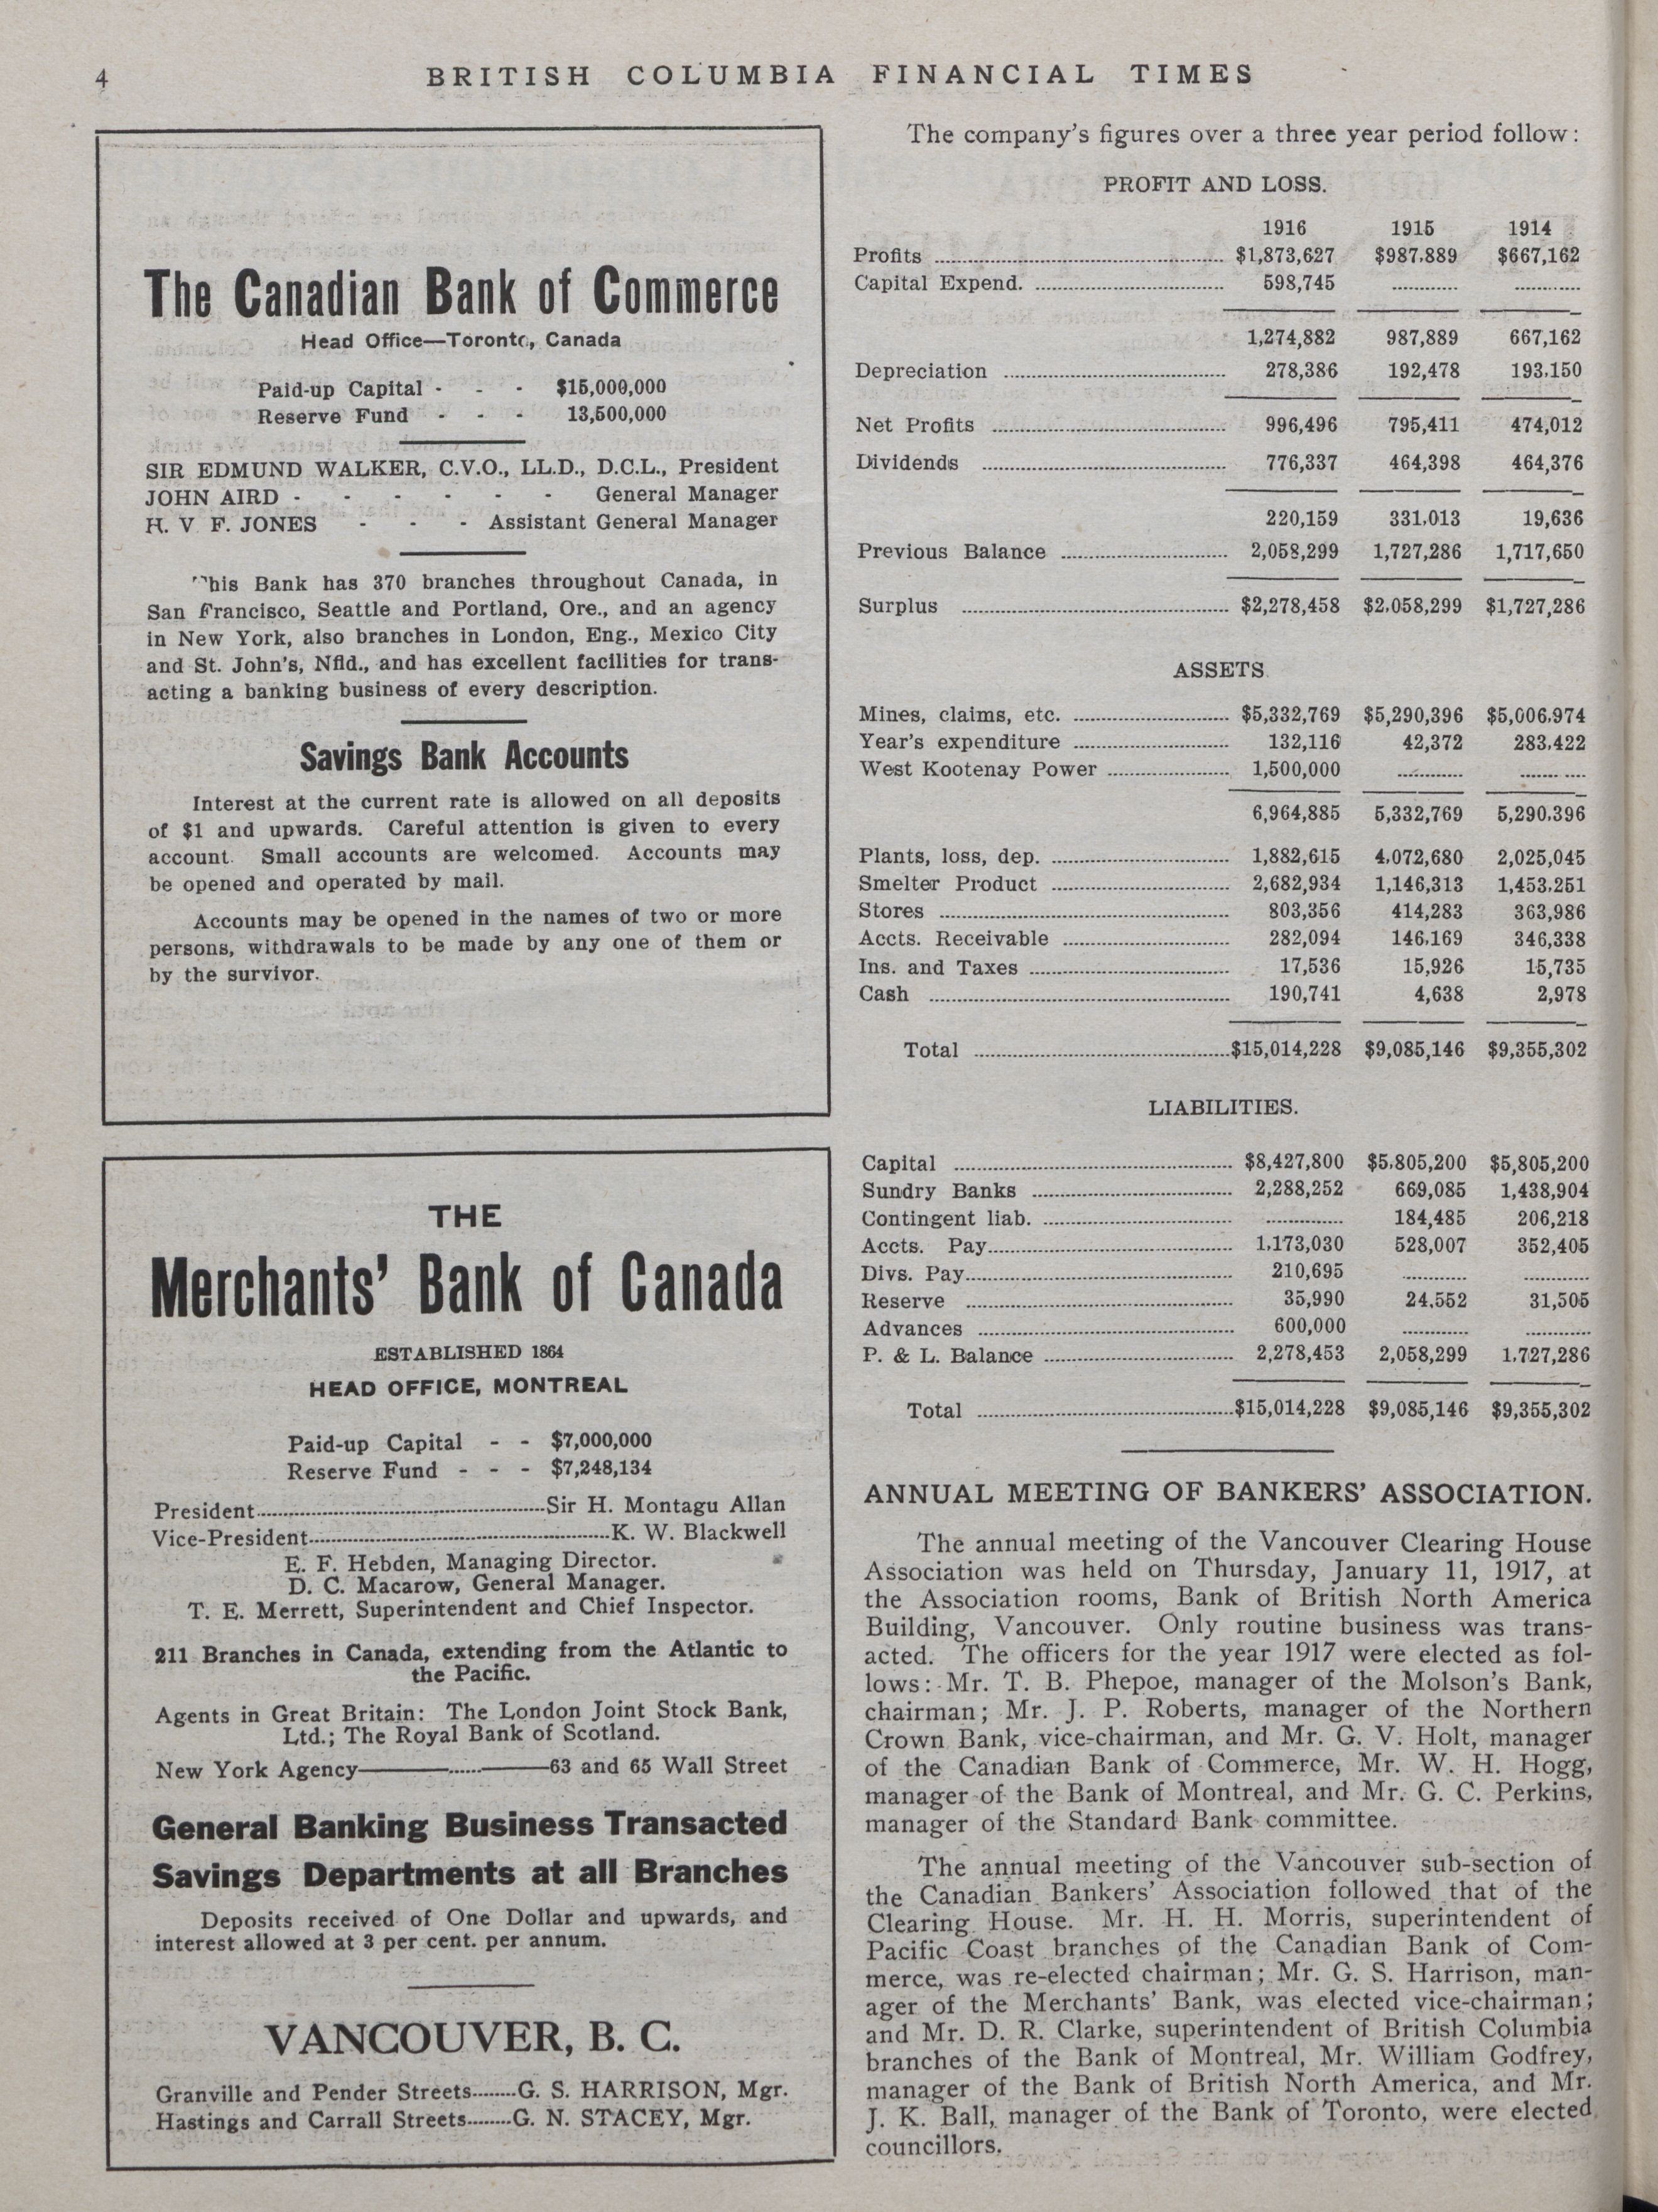 4
BRITISH COLUMBIA FINANCIAL TIMES
The Canadian Bank of Commerce
Head Office—Toronto, Canada
Paid-up Capital - - - $15,000,000
Reserve Fund - - - 13,500,000
SIR EDMUND WALKER, C.V.O., LL.D., D.C.L., President
JOHN AIRD - - - - - - General Manager
H. V F. JONES - - - Assistant General Manager
This Bank has 370 branches throughout Canada, in
San Francisco, Seattle and Portland, Ore., and an agency
in New York, also branches in London, Eng., Mexico City
and St. John's, Nfld., and has excellent facilities for trans-
acting a banking business of every description.
Savings Bank Accounts
Interest at the current rate is allowed on all deposits
of $1 and upwards. Careful attention is given to every
account. Small accounts are welcomed. Accounts may
be opened and operated by mail.
Accounts may be opened in the names of two or more
persons, withdrawals to be made by any one of them or
by the survivor.
THE
Merchants' Bank of Canada
ESTABLISHED 1864
HEAD OFFICE, MONTREAL
Paid-up Capital - - $7,000,000
Reserve Fund - - - $7,248,134
President..........Sir H. Montagu Allan
Vice-President..........K. W. Blackwell
E. F. Hebden, Managing Director.
D. C. Macarow, General Manager.
T. E. Merrett, Superintendent and Chief Inspector.
211 Branches in Canada, extending from the Atlantic to
the Pacific.
Agents in Great Britain: The London Joint Stock Bank,
Ltd.; The Royal Bank of Scotland.
New York Agency———......———63 and 65 Wall Street
General Banking Business Transacted
Savings Departments at all Branches
Deposits received of One Dollar and upwards, and
interest allowed at 3 per cent. per annum.
VANCOUVER, B. C.
Granville and Pender Streets........G. S. HARRISON, Mgr.
Hastings and Carrall Streets........G. N. STACEY, Mgr.
The company's figures over a three year period follow:
PROFIT AND LOSS.
1916 1915 1914
Profits .......... $1,873,627 $987.889 $667,162
Capital Expend. .......... 598,745 ............ ............
1,274,882 987,889 667,162
Depreciation .......... 278,386 192,478 193.150
Net Profits .......... 996,496 795,411 474,012
Dividends .......... 776,337 464,398 464,376
220,159 331,013 19,636
Previous Balance .......... 2,058,299 1,727,286 1,717,650
Surplus .......... $2,278,458 $2.058,299 $1,727,286
ASSETS
Mines, claims, etc. .......... $5,332,769 $5,290,396 $5,006.974
Year's expenditure .......... 132,116 42,372 283.422
West Kootenay Power .......... 1,500,000 ............ ............
6,964,885 5,332,769 5,290.396
Plants, loss, dep. .......... 1,882,615 4.072,680 2,025,045
Smelter Product .......... 2,682,934 1,146,313 1,453.251
Stores .......... 803,356 414,283 363,986
Accts. Receivable .......... 282,094 146.169 346,338
Ins. and Taxes .......... 17,536 15,926 15,735
Cash .......... 190,741 4,638 2,978
Total ..........$15,014,228 $9,085,146 $9,355,302
LIABILITIES.
Capital .......... $8,427,800 $5.805,200 $5,805,200
Sundry Banks .......... 2,288,252 669,085 1,438,904
Contingent liab. .......... .............. 184,485 206,218
Accts. Pay.......... 1,173,030 528,007 352,405
Divs. Pay.......... 210,695 ............ ............
Reserve .......... 35,990 24,552 31,505
Advances .......... 600,000 ............ ............
P. & L. Balance .......... 2,278,453 2,058,299 1.727,286
Total ..........$15,014,228 $9,085,146 $9,355,302
ANNUAL MEETING OF BANKERS' ASSOCIATION.
The annual meeting of the Vancouver Clearing House
Association was held on Thursday, January 11, 1917, at
the Association rooms, Bank of British North America
Building, Vancouver. Only routine business was trans-
acted. The officers for the year 1917 were elected as fol-
lows: Mr. T. B. Phepoe, manager of the Molson's Bank,
chairman; Mr. J. P. Roberts, manager of the Northern
Crown Bank, vice-chairman, and Mr. G. V. Holt, manager
of the Canadian Bank of Commerce, Mr. W. H. Hogg,
manager of the Bank of Montreal, and Mr. G. C. Perkins,
manager of the Standard Bank committee.
The annual meeting of the Vancouver sub-section of
the Canadian Bankers' Association followed that of the
Clearing House. Mr. H. H. Morris, superintendent of
Pacific Coast branches of the Canadian Bank of Com-
merce, was re-elected chairman; Mr. G. S. Harrison, man-
ager of the Merchants' Bank, was elected vice-chairman;
and Mr. D. R. Clarke, superintendent of British Columbia
branches of the Bank of Montreal, Mr. William Godfrey,
manager of the Bank of British North America, and Mr.
J. K. Ball, manager of the Bank of Toronto, were elected
councillors.